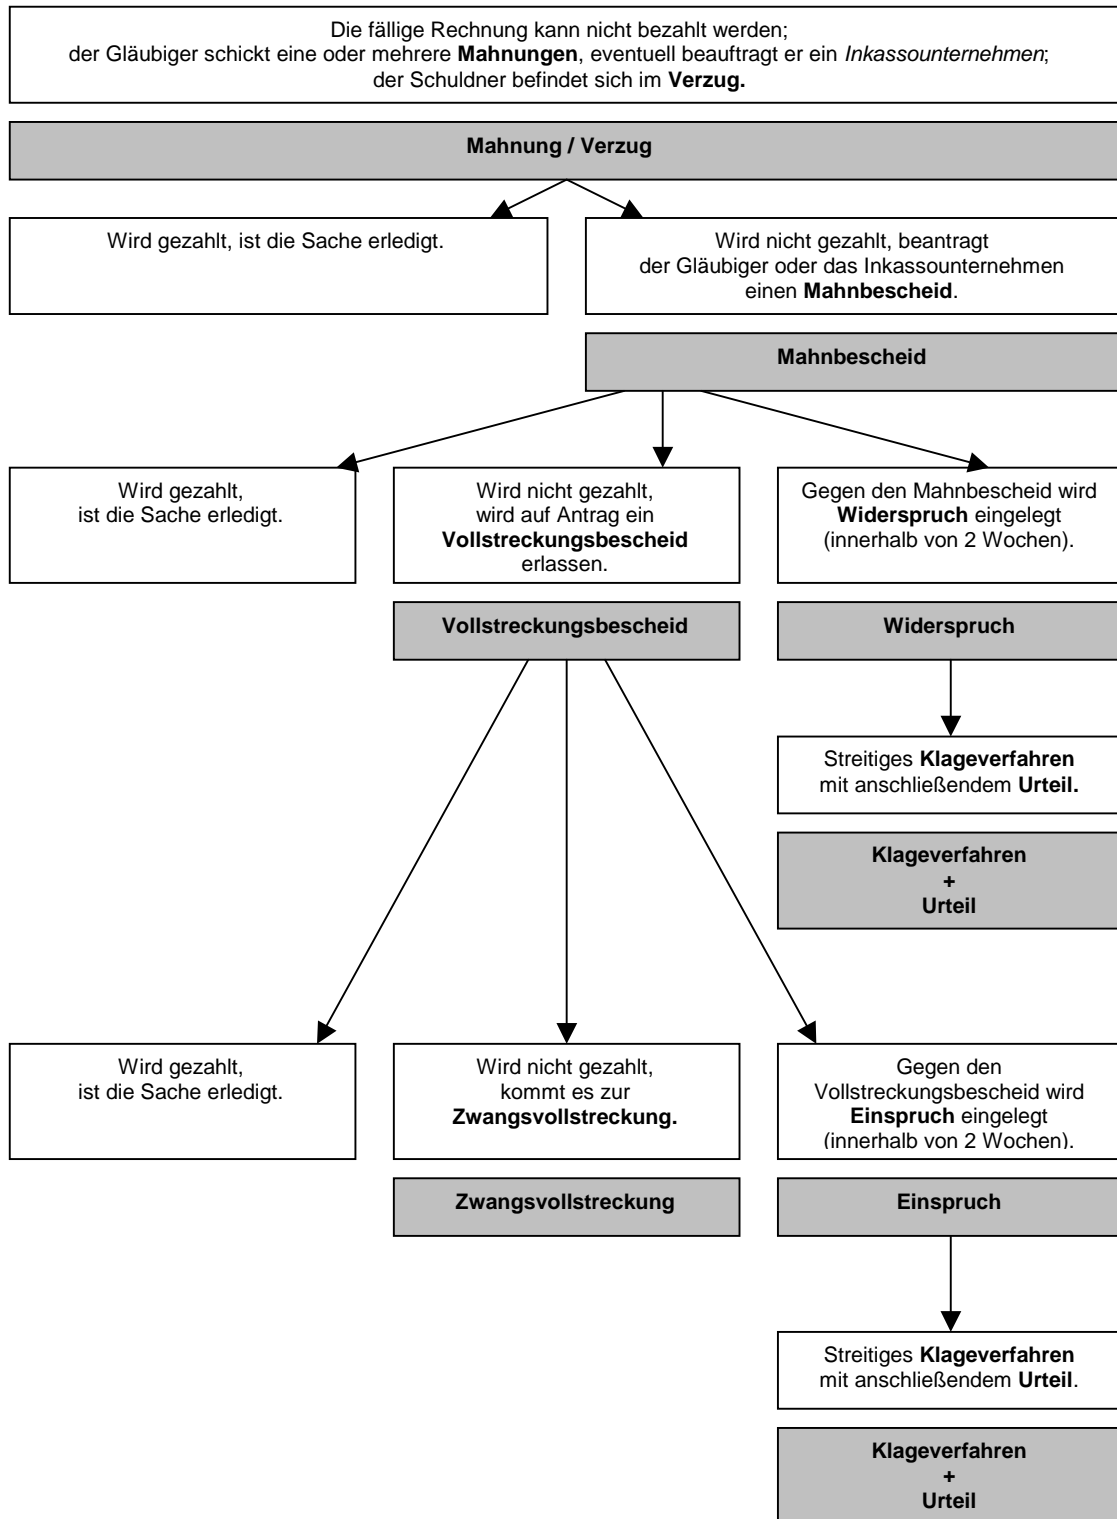 Die fällige Rechnung kann nicht bezahlt werden;
der Gläubiger schickt eine oder mehrere Mahnungen, eventuell beauftragt er ein Inkassounternehmen;
der Schuldner befindet sich im Verzug.
Mahnung / Verzug
Wird gezahlt, ist die Sache erledigt.
Wird nicht gezahlt, beantragt
der Gläubiger oder das Inkassounternehmen
einen Mahnbescheid.
Mahnbescheid
Wird gezahlt,
ist die Sache erledigt.
Wird nicht gezahlt,
wird auf Antrag ein
Vollstreckungsbescheid
erlassen.
Gegen den Mahnbescheid wird
Widerspruch eingelegt
(innerhalb von 2 Wochen).
Vollstreckungsbescheid
Widerspruch
Streitiges Klageverfahren
mit anschließendem Urteil.
Klageverfahren
+
Urteil
Wird gezahlt,
ist die Sache erledigt.
Wird nicht gezahlt,
kommt es zur
Zwangsvollstreckung.
Gegen den
Vollstreckungsbescheid wird
Einspruch eingelegt
(innerhalb von 2 Wochen).
Zwangsvollstreckung
Einspruch
Streitiges Klageverfahren
mit anschließendem Urteil.
Klageverfahren
+
Urteil